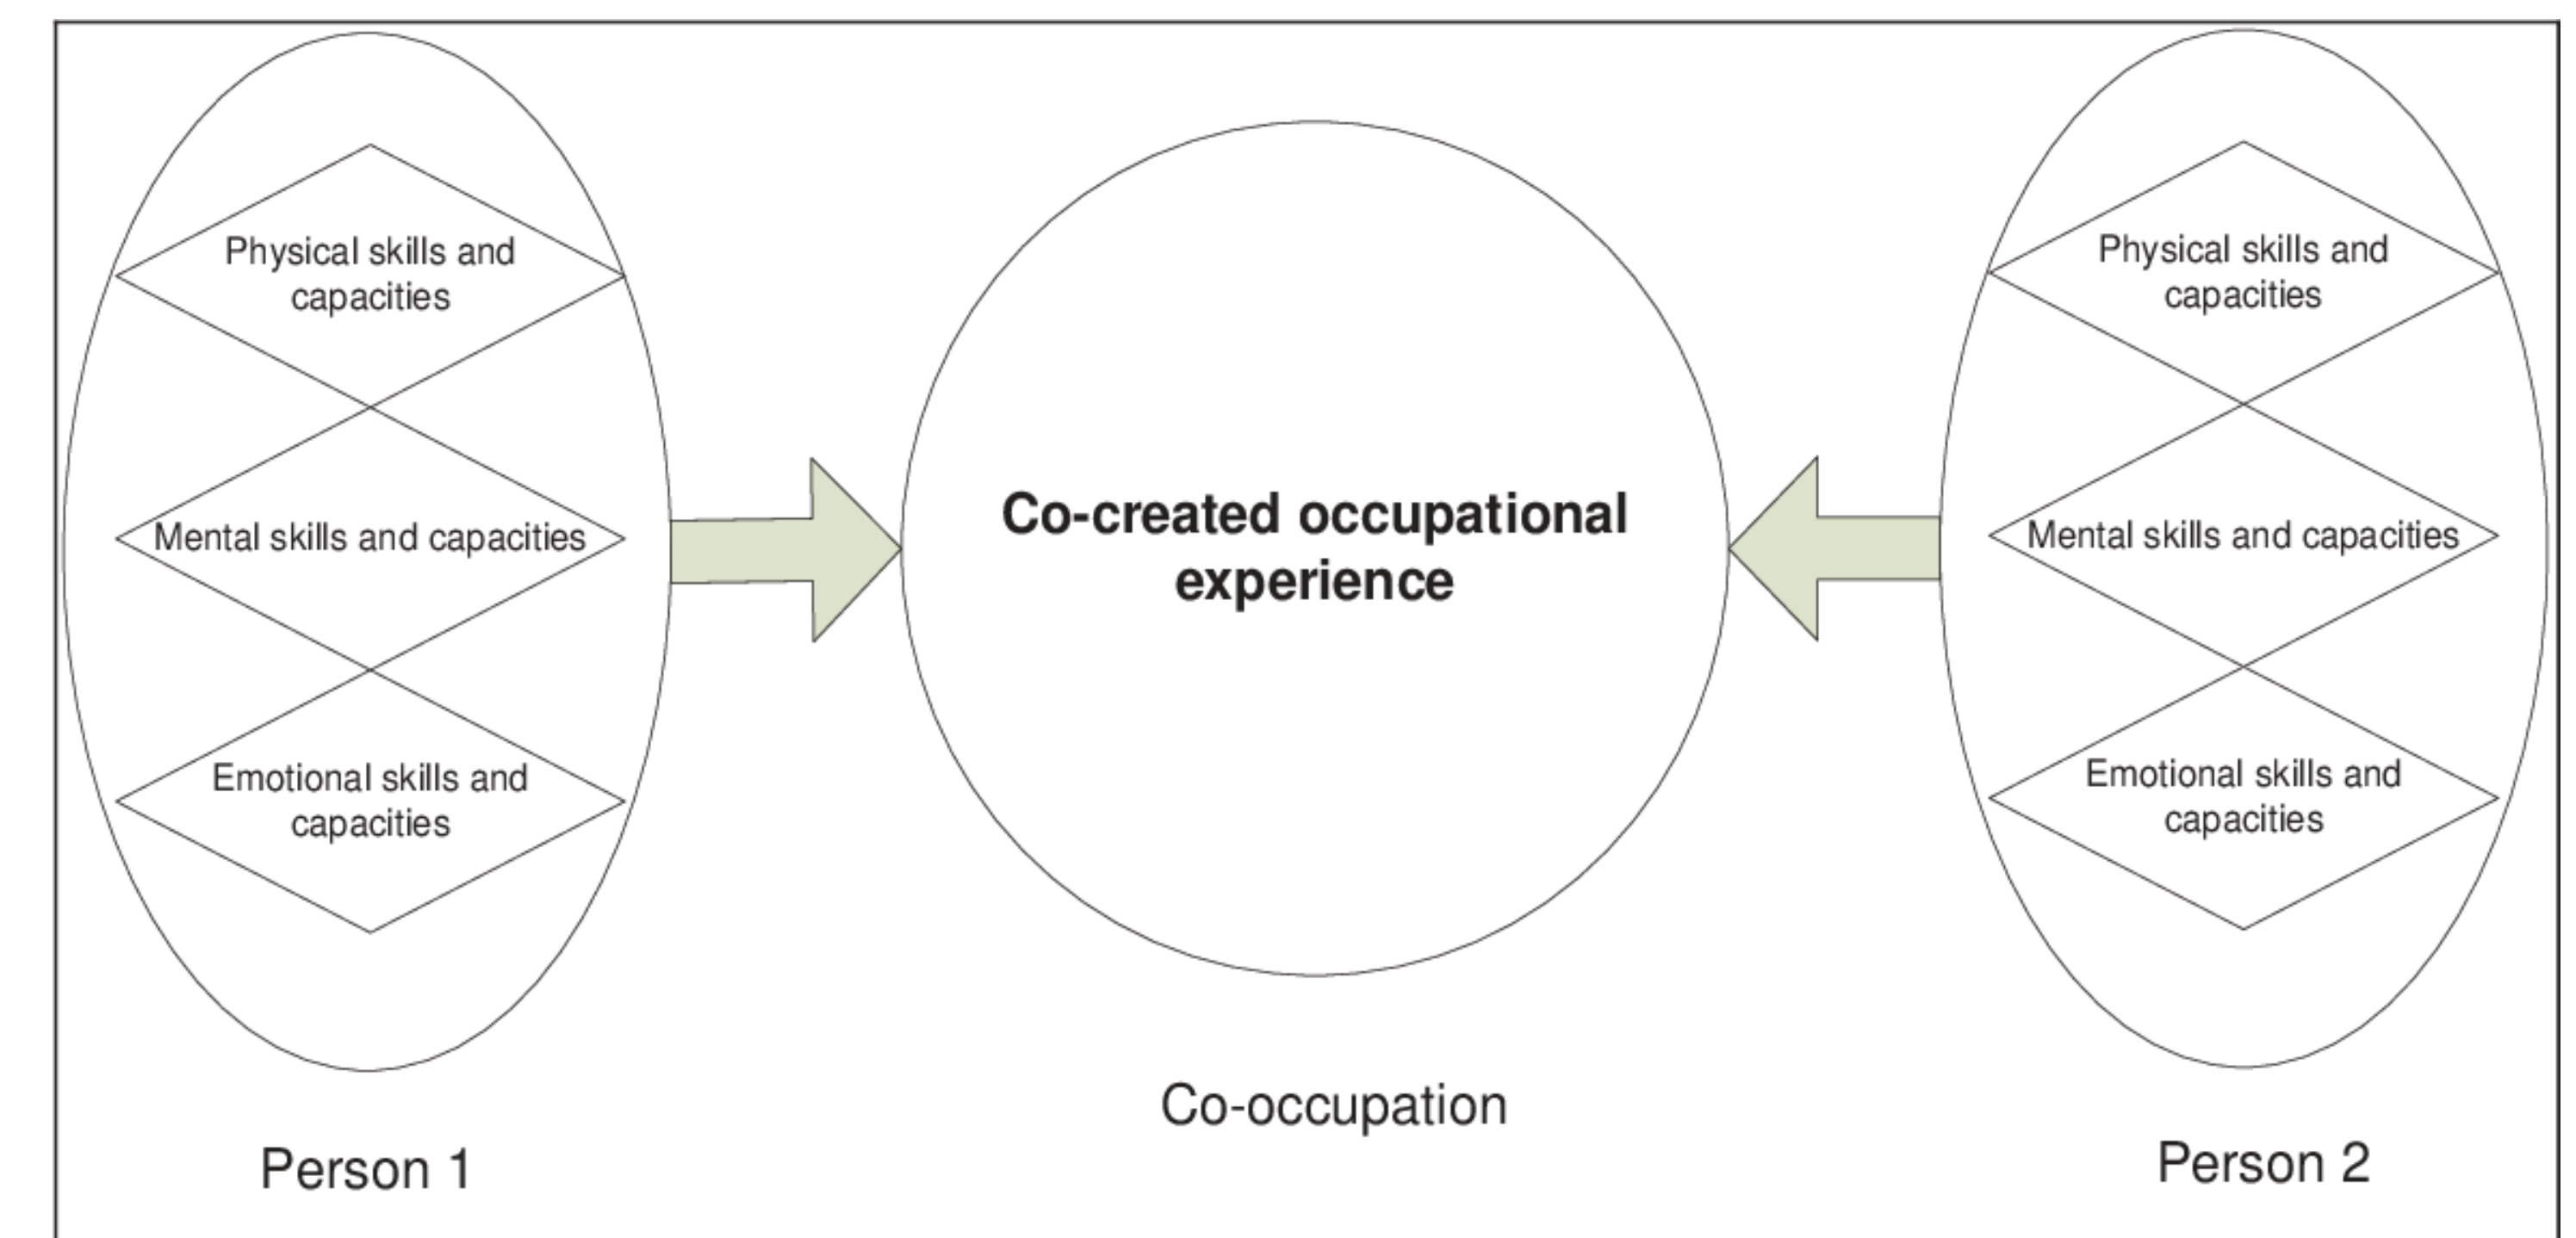 Physical skills and
capacities
Mental skills and capacities
Emotional skills and
capacities
Person 1
Co-created occupational
experience
Co-occupation
Physical skills and
capacities
Mental skills and capacities
Emotional skills and
capacities
Person 2